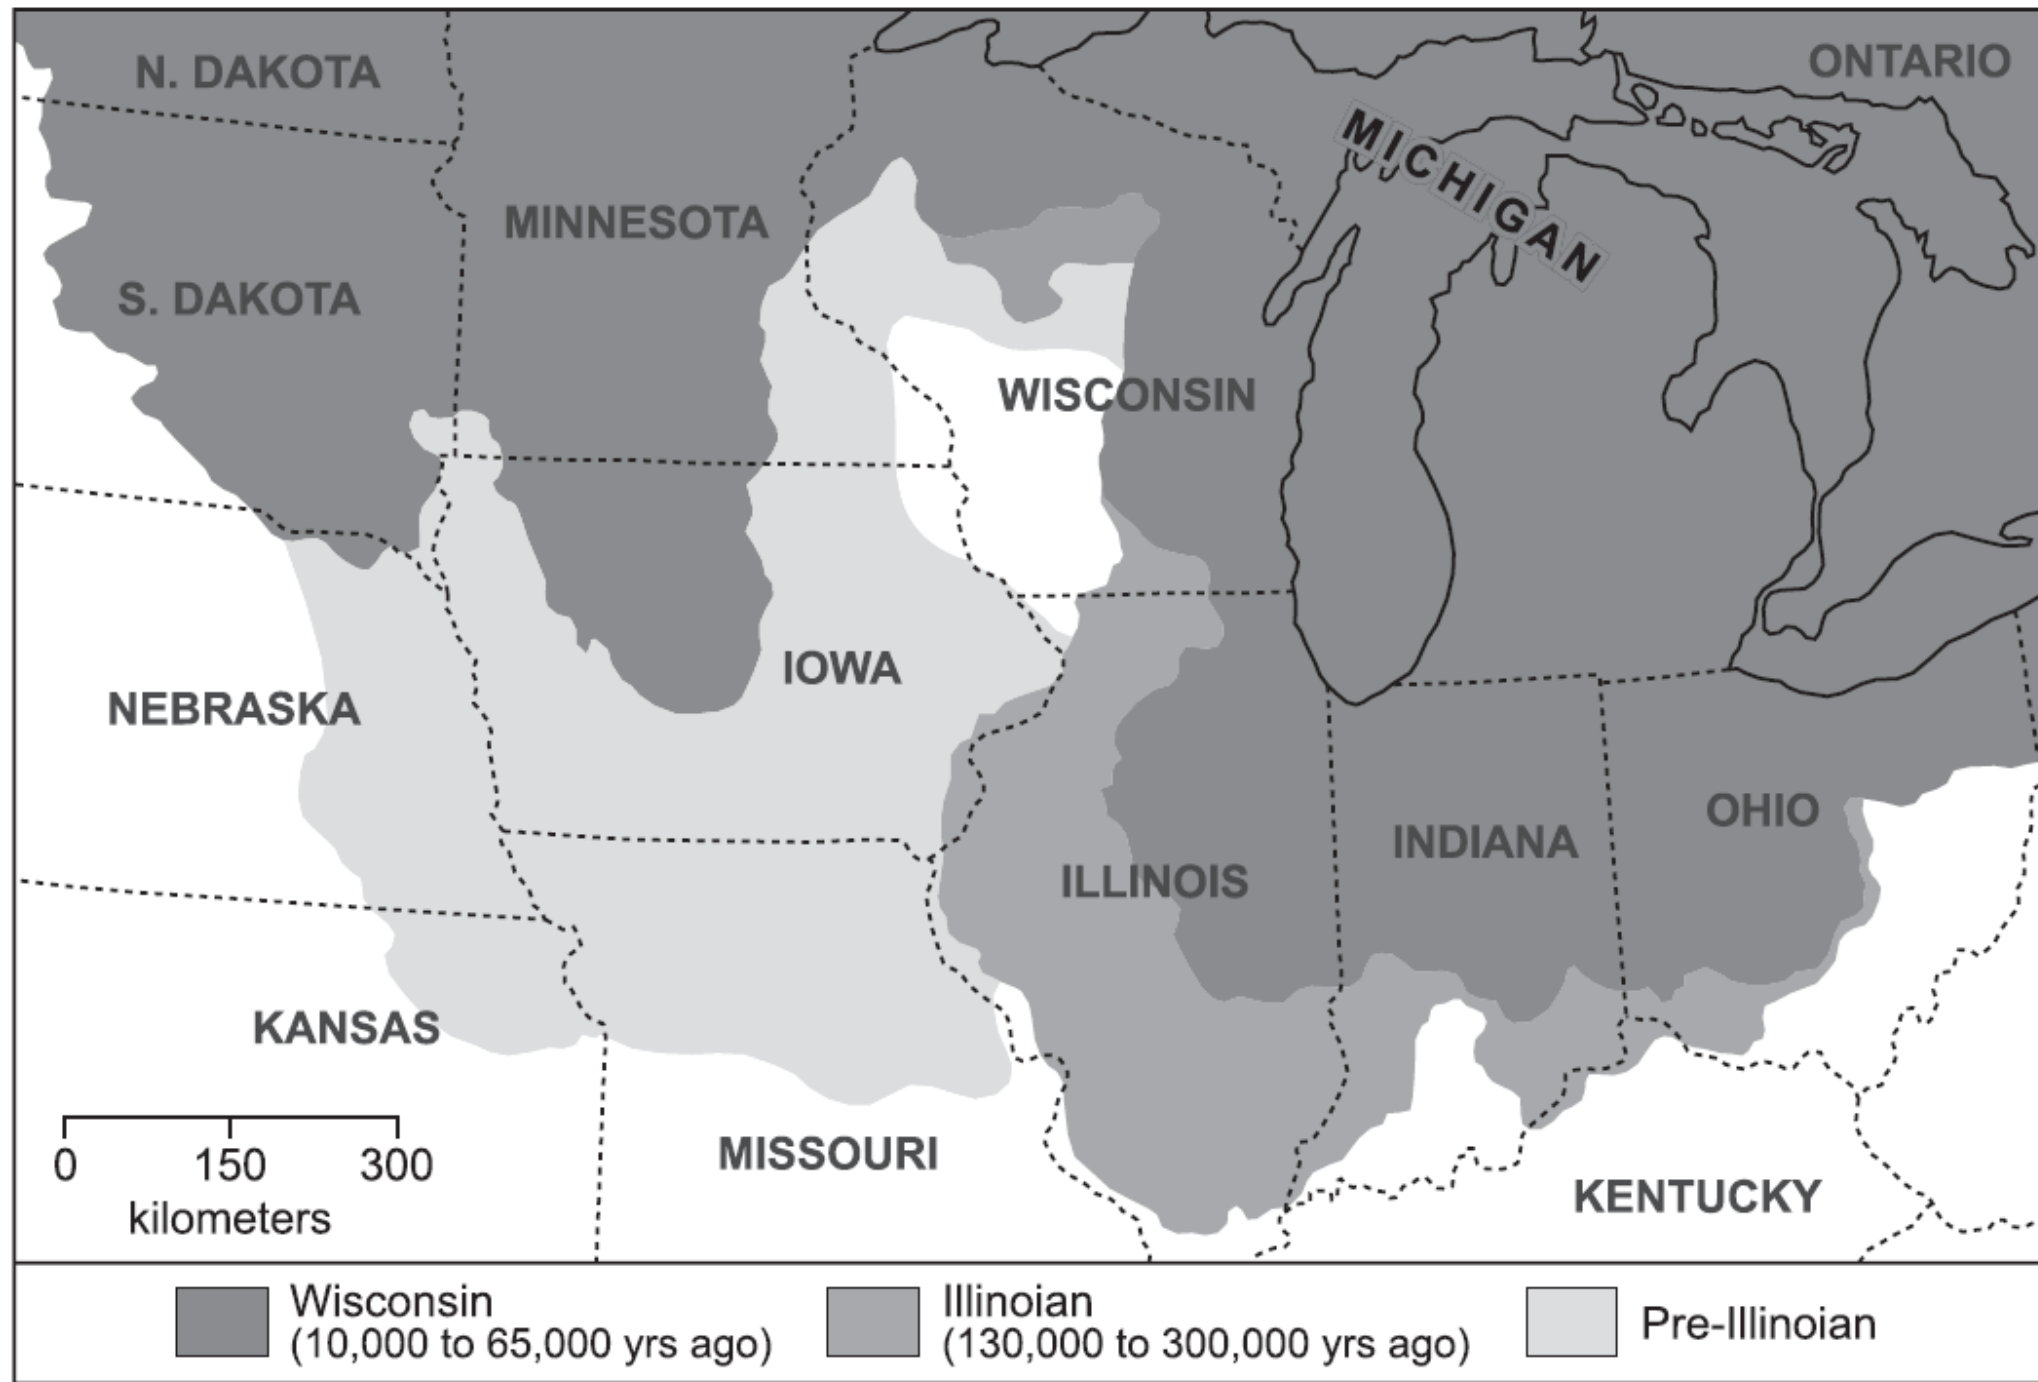 N. DAKOTA
ONTARIO
MICHIGAN
MINNESOTA
S. DAKOTA
WISCONSIN
IOWA
NEBRASKA
OHIO
INDIANA
ILLINOIS
KANSAS
MISSOURI
KENTUCKY
0 150 300
kilometers
Wisconsin
(10,000 to 65,000 yrs ago)
Illinoian
(130,000 to 300,000 yrs ago)
Pre-Illinoian